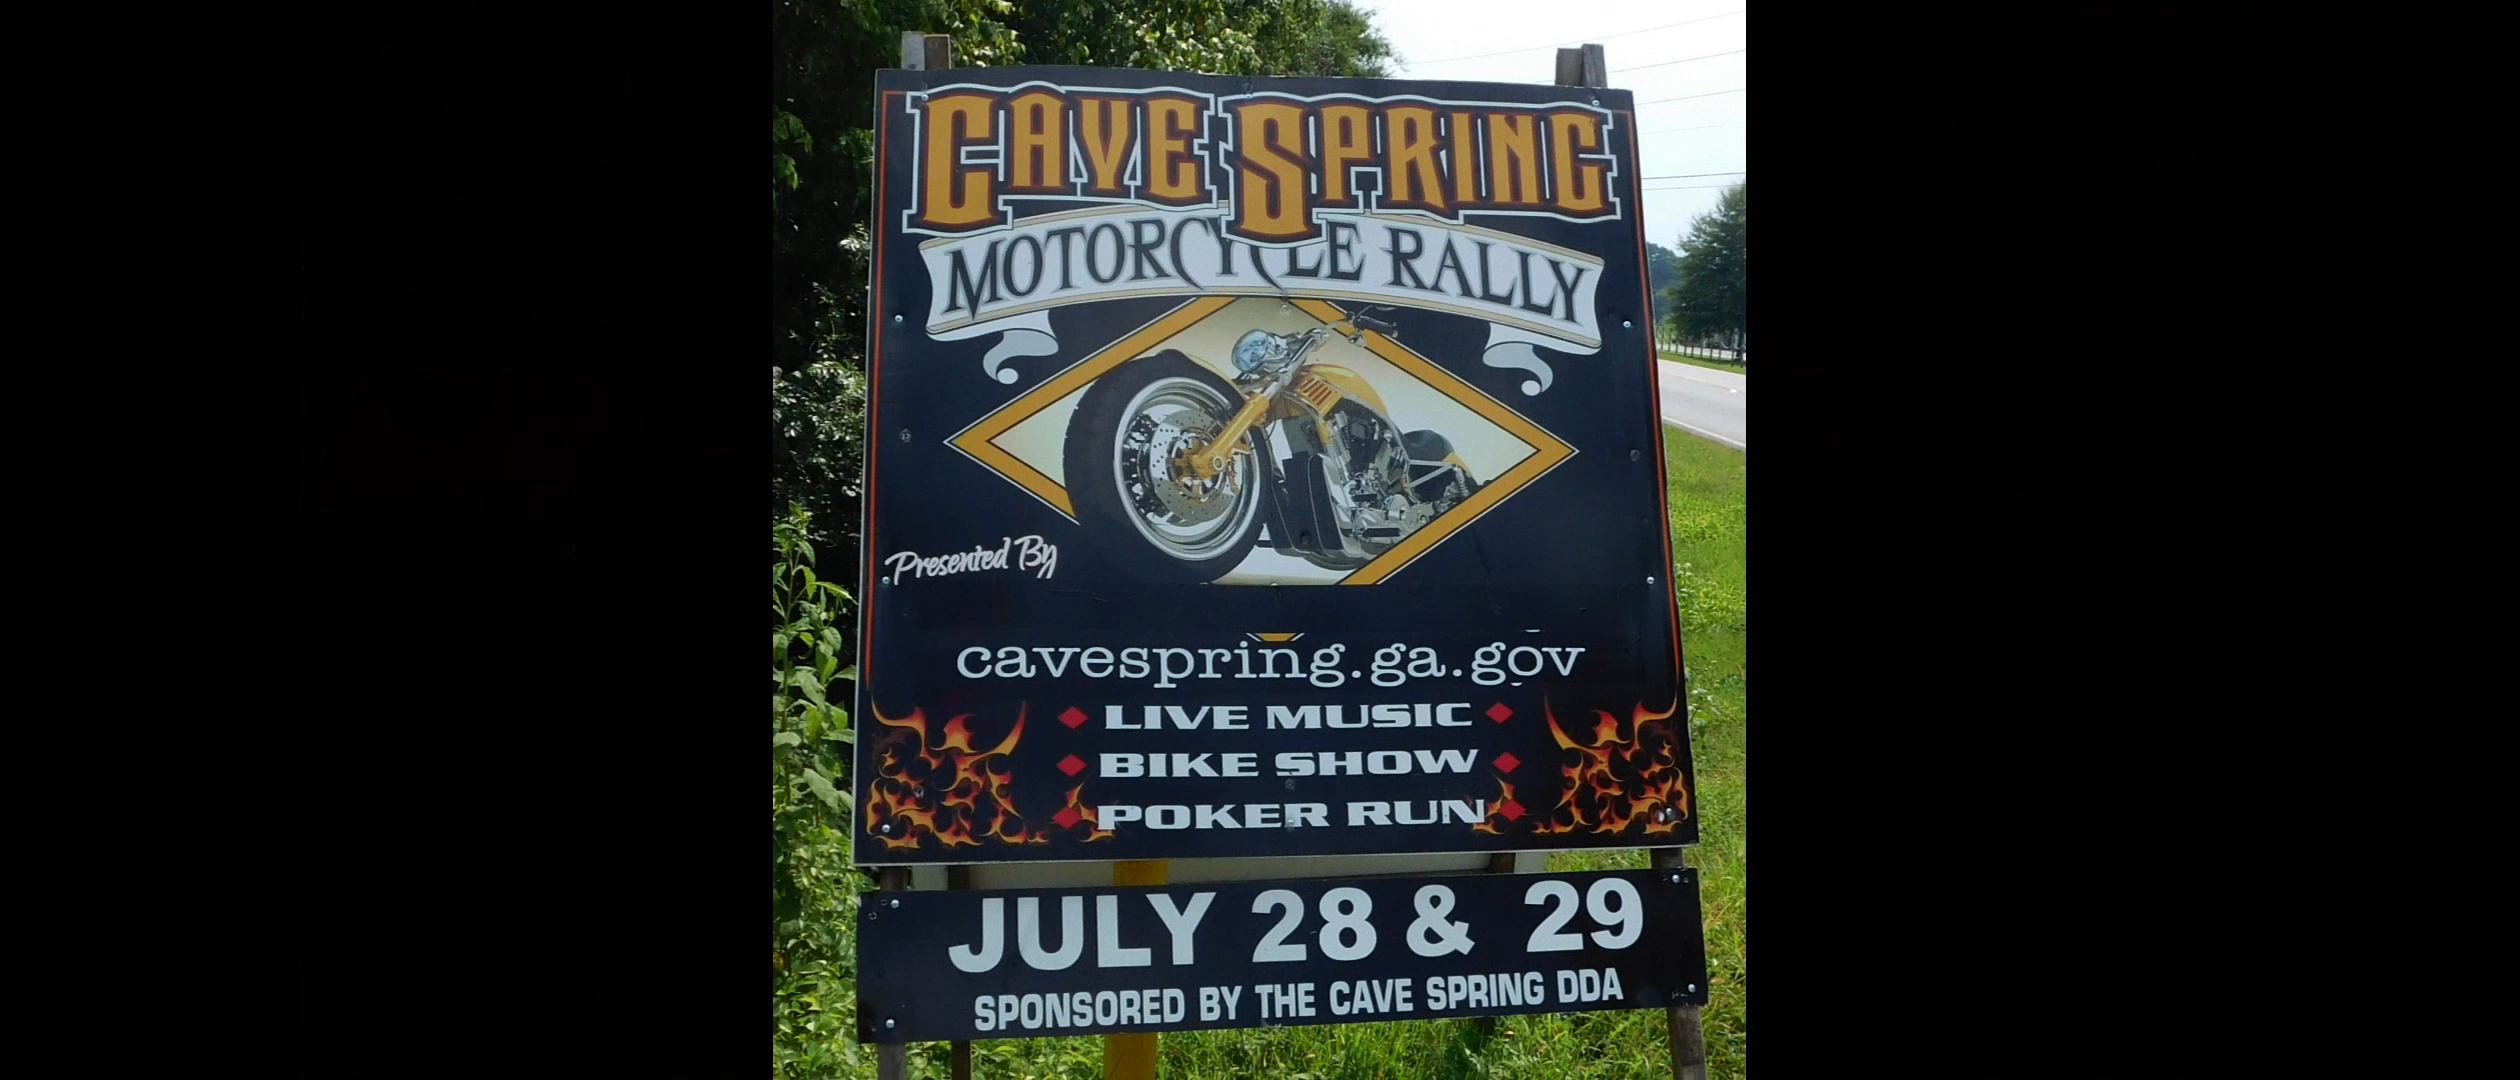 CAVE SPRING
MOTORCYCLE RALLY
Presented By
cavespring.ga.gov
LIVE MUSIC
BIKE SHOW
POKER RUN
JULY 28 & 29
SPONSORED BY THE CAVE SPRING DDA